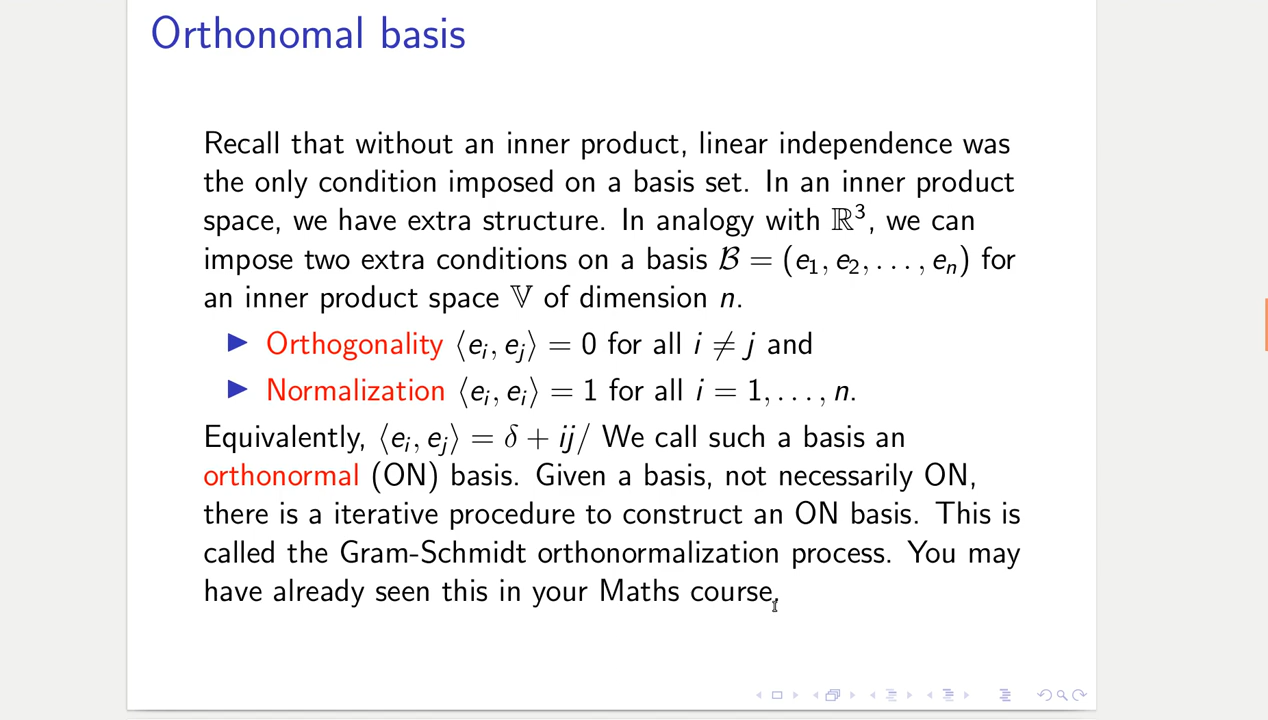 Orthonomal basis
Recall that without an inner product, linear independence was
the only condition imposed on a basis set. In an inner product
space, we have extra structure. In analogy with ℝ³, we can
impose two extra conditions on a basis ℬ = (e₁, e₂, . . . , eₙ) for
an inner product space 𝕍 of dimension n.
▶ Orthogonality ⟨eᵢ, eⱼ⟩ = 0 for all i ≠ j and
▶ Normalization ⟨eᵢ, eᵢ⟩ = 1 for all i = 1, . . . , n.
Equivalently, ⟨eᵢ, eⱼ⟩ = δ + ij/ We call such a basis an
orthonormal (ON) basis. Given a basis, not necessarily ON,
there is a iterative procedure to construct an ON basis. This is
called the Gram-Schmidt orthonormalization process. You may
have already seen this in your Maths course.